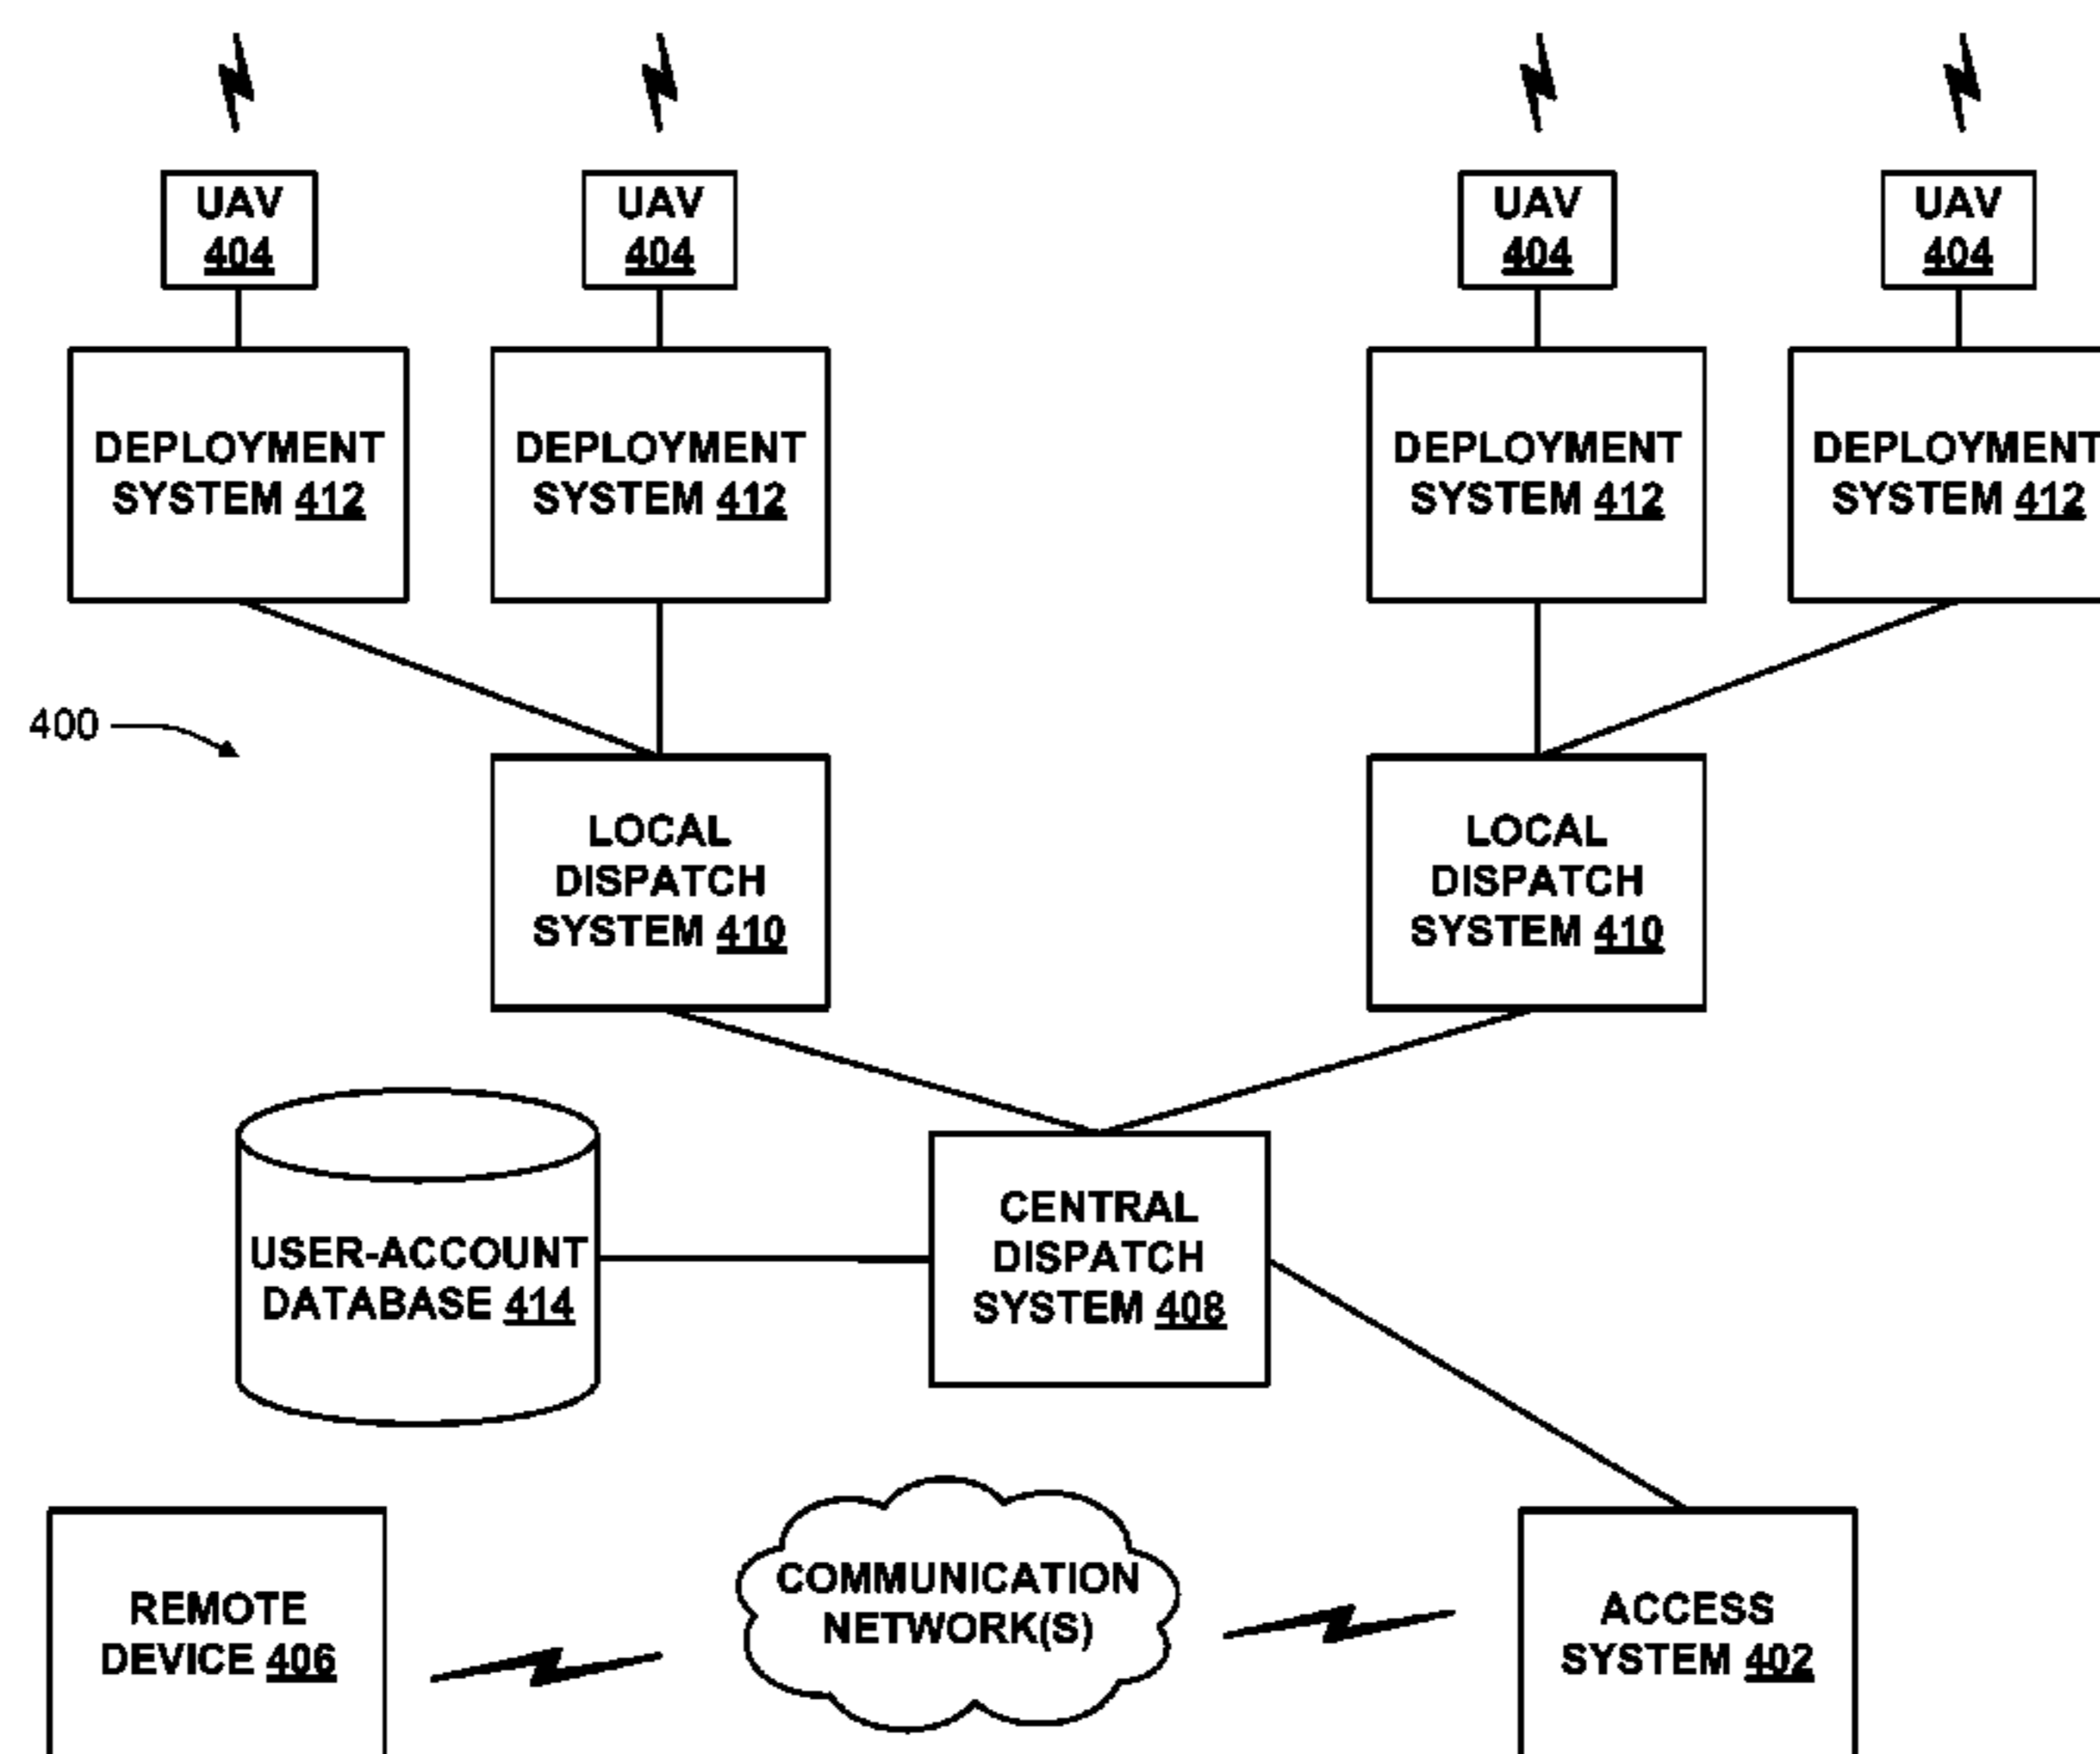 UAV
404
UAV
404
UAV
404
UAV
404
DEPLOYMENT
SYSTEM 412
DEPLOYMENT
SYSTEM 412
DEPLOYMENT
SYSTEM 412
DEPLOYMENT
SYSTEM 412
400
LOCAL
DISPATCH
SYSTEM 410
LOCAL
DISPATCH
SYSTEM 410
USER-ACCOUNT
DATABASE 414
CENTRAL
DISPATCH
SYSTEM 408
REMOTE
DEVICE 406
COMMUNICATION
NETWORK(S)
ACCESS
SYSTEM 402